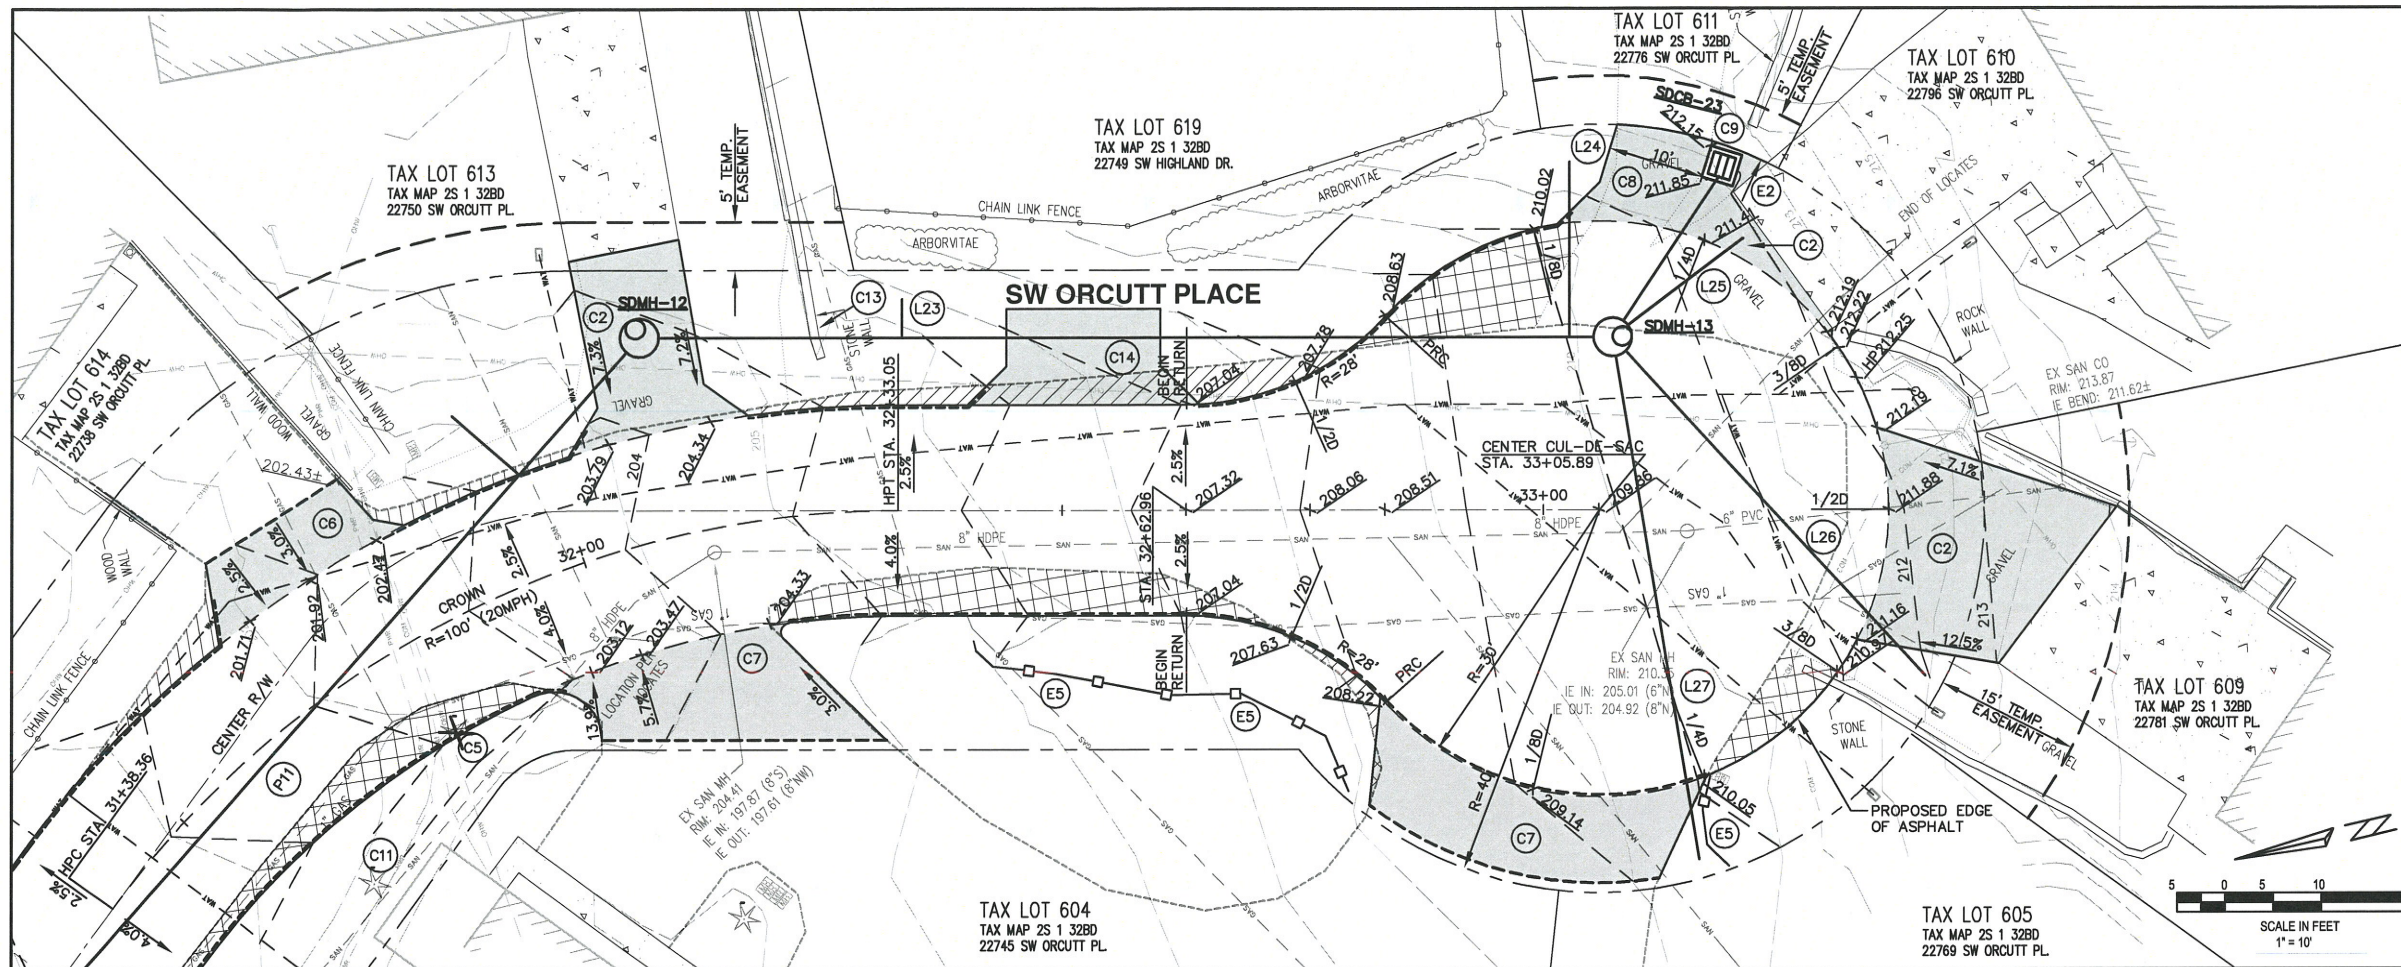 TAX LOT 611
TAX MAP 2S 1 32BD
22776 SW ORCUTT PL.
5' TEMP.
EASEMENT
TAX LOT 610
TAX MAP 2S 1 32BD
22796 SW ORCUTT PL.
TAX LOT 619
TAX MAP 2S 1 32BD
22749 SW HIGHLAND DR.
TAX LOT 613
TAX MAP 2S 1 32BD
22750 SW ORCUTT PL.
5' TEMP.
EASEMENT
CHAIN LINK FENCE
ARBORVITAE
ARBORVITAE
SDCB-23
212.15
C9
L24
10'
GRAVEL
C8
211.85
E2
END OF LOCATES
215
213
210.02
1/8D
211.41
C2
1/4D
L25
GRAVEL
SW ORCUTT PLACE
SDMH-12
C2
7.3%
7.2%
GRAVEL
C13
STONE
WALL
L23
C14
208.63
PRC
207.78
R=28'
BEGIN
RETURN
207.04
SDMH-13
212.19
212.22
HP212.25
3/8D
ROCK
WALL
EX SAN CO
RIM: 213.87
IE BEND: 211.62±
212.19
TAX LOT 614
TAX MAP 2S 1 32BD
22738 SW ORCUTT PL.
WOOD WALL
GRAVEL
CHAIN LINK FENCE
202.43±
C6
3.0%
2.5%
WOOD
WALL
201.92
202.42
201.71
203.79
204
204.34
205
HPT STA. 32+33.05
2.5%
4.0%
2.5%
2.5%
STA. 32+62.96
207.32
208.06
208.51
1/2D
CENTER CUL-DE-SAC
STA. 33+05.89
33+00
209.66
8" HDPE
8" HDPE
6" PVC
1/2D
211.88
7.1%
L26
C2
GRAVEL
212
213
32+00
CROWN
R=100' (20MPH)
2.5%
4.0%
8" HDPE
203.12
203.47
1" GAS
204.33
207.04
1/2D
1" GAS
211.16
3/8D
210.97
12.5%
CHAIN LINK FENCE
CENTER R/W
P11
HPC STA. 31+38.36
2.5%
4.0%
1" GAS
C5
C11
LOCATION PER
LOCATES
13.9%
5.7%
C7
3.0%
BEGIN
RETURN
207.63
R=28'
208.22
PRC
E5
E5
R=30'
R=40'
1/8D
209.14
C7
EX SAN MH
IE IN: 205.01
IE OUT: 204.92
L27
1/4D
210.05
E5
STONE
WALL
PROPOSED EDGE
OF ASPHALT
15' TEMP.
EASEMENT
GRAVEL
TAX LOT 609
TAX MAP 2S 1 32BD
22781 SW ORCUTT PL.
EX SAN MH
RIM: 204.41
IE IN: 197.87 (8"S)
IE OUT: 197.61 (8"NW)
TAX LOT 604
TAX MAP 2S 1 32BD
22745 SW ORCUTT PL.
TAX LOT 605
TAX MAP 2S 1 32BD
22769 SW ORCUTT PL.
5 0 5 10
SCALE IN FEET
1" = 10'